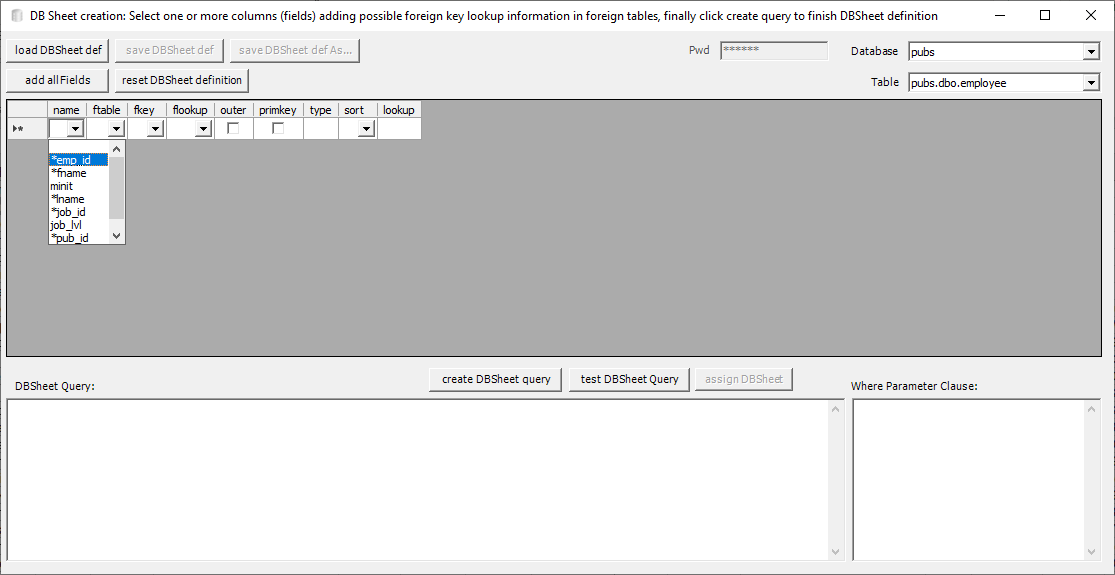 DB Sheet creation: Select one or more columns (fields) adding possible foreign key lookup information in foreign tables, finally click create query to finish DBSheet definition
load DBSheet def save DBSheet def save DBSheet def As... Pwd ****** Database pubs
add all Fields reset DBSheet definition Table pubs.dbo.employee
name ftable fkey flookup outer primkey type sort lookup
*emp_id
*fname
minit
*lname
*job_id
job_lvl
*pub_id
create DBSheet query test DBSheet Query assign DBSheet
DBSheet Query: Where Parameter Clause: